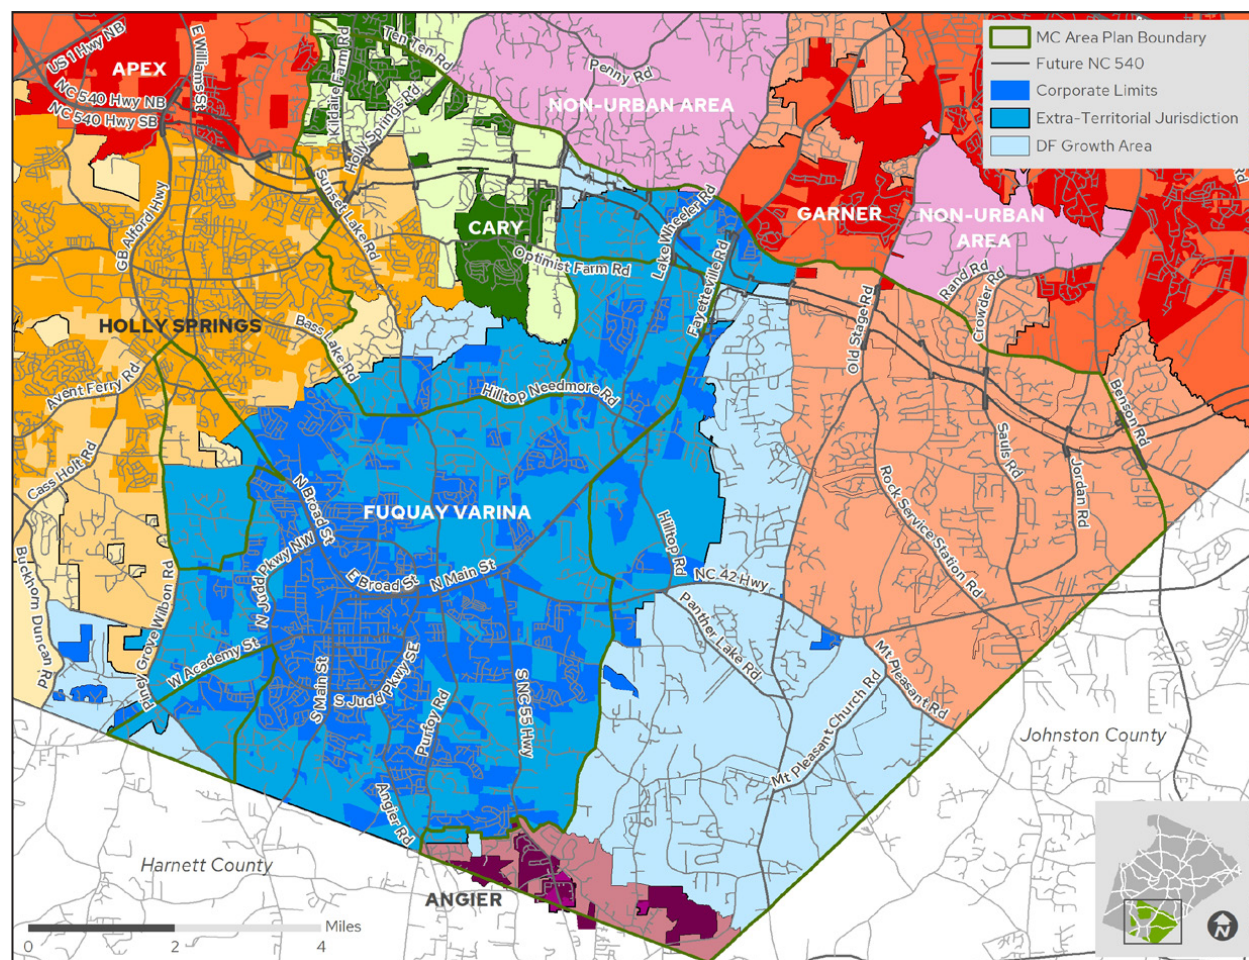 US 1 Hwy NB
APEX
E Williams St
NC 540 Hwy NB
NC 540 Hwy SB
Kildaire Farm Rd
Ten Ten Rd
Holly Springs Rd
Penny Rd
NON-URBAN AREA
MC Area Plan Boundary
Future NC 540
Corporate Limits
Extra-Territorial Jurisdiction
DF Growth Area
Rd
GB Alford Hwy
Sunset Lake Rd
CARY
Optimist Farm Rd
Lake Wheeler Rd
Fayetteville Rd
GARNER
NON-URBAN
AREA
Rand Rd
Crowder Rd
Old Stage Rd
HOLLY SPRINGS
Bass Lake Rd
Avent Ferry Rd
Hilltop Needmore Rd
Benson Rd
Cass Holt Rd
N Broad St
FUQUAY VARINA
Sauls Rd
Jordan Rd
Rock Service Station Rd
Hilltop Rd
Buckhorn Duncan Rd
Piney Grove Wilbon Rd
N Judd Pkwy NW
E Broad St
N Main St
NC 42 Hwy
Panther Lake Rd
W Academy St
S Main St
S Judd Pkwy SE
Purfoy Rd
S NC 55 Hwy
Mt Pleasant Rd
Mt Pleasant Church Rd
Johnston County
Angier Rd
Harnett County
ANGIER
Miles
0
2
4
N